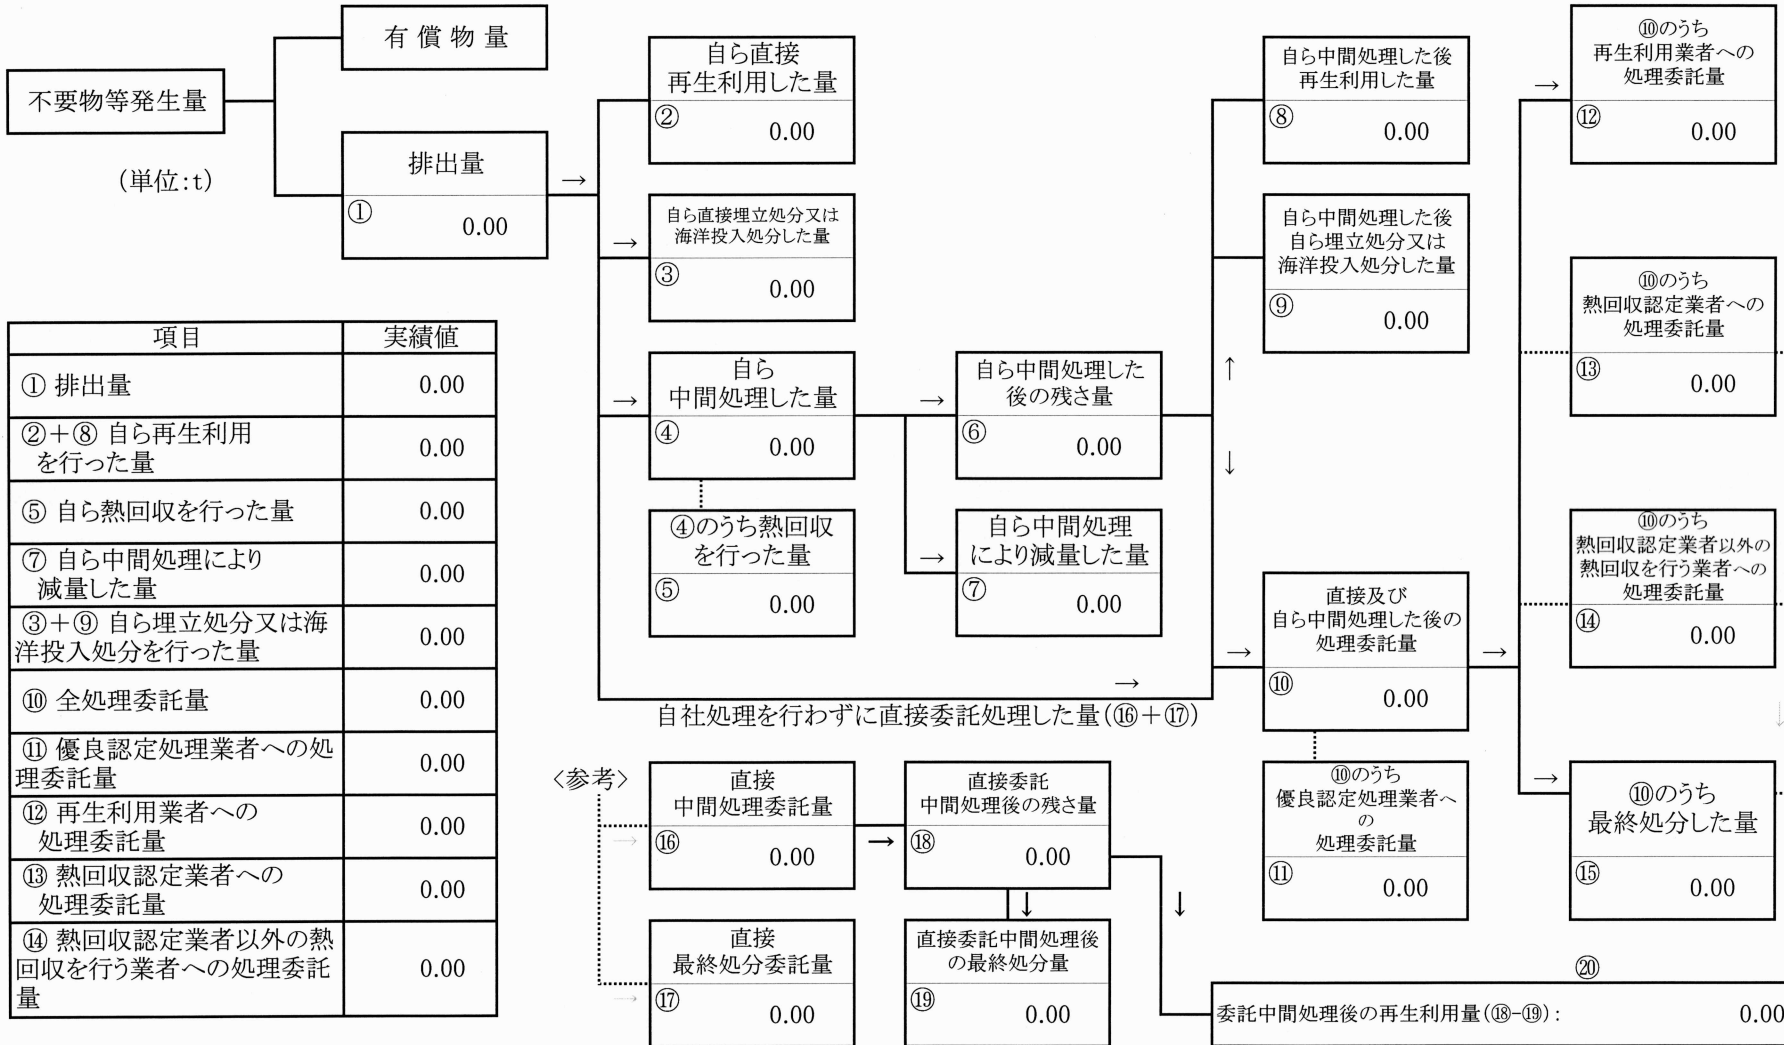 不要物等発生量
(単位:t)
有償物量
排出量
① 0.00
→
自ら直接
再生利用した量
② 0.00
→
自ら直接埋立処分又は
海洋投入処分した量
③ 0.00
→
自ら
中間処理した量
④ 0.00
④のうち熱回収
を行った量
⑤ 0.00
→
自ら中間処理した
後の残さ量
⑥ 0.00
→
自ら中間処理
により減量した量
⑦ 0.00
↑
↓
自ら中間処理した後
再生利用した量
⑧ 0.00
自ら中間処理した後
自ら埋立処分又は
海洋投入処分した量
⑨ 0.00
→
自社処理を行わずに直接委託処理した量(⑯+⑰)
→
直接及び
自ら中間処理した後の
処理委託量
⑩ 0.00
⑩のうち
優良認定処理業者へ
の
処理委託量
⑪ 0.00
→
→
⑩のうち
再生利用業者への
処理委託量
⑫ 0.00
⑩のうち
熱回収認定業者への
処理委託量
⑬ 0.00
⑩のうち
熱回収認定業者以外の
熱回収を行う業者への
処理委託量
⑭ 0.00
↓
→
⑩のうち
最終処分した量
⑮ 0.00
項目 実績値
① 排出量 0.00
②+⑧ 自ら再生利用
を行った量 0.00
⑤ 自ら熱回収を行った量 0.00
⑦ 自ら中間処理により
減量した量 0.00
③+⑨ 自ら埋立処分又は海
洋投入処分を行った量 0.00
⑩ 全処理委託量 0.00
⑪ 優良認定処理業者への処
理委託量 0.00
⑫ 再生利用業者への
処理委託量 0.00
⑬ 熱回収認定業者への
処理委託量 0.00
⑭ 熱回収認定業者以外の熱
回収を行う業者への処理委託
量 0.00
<参考>
→
直接
中間処理委託量
⑯ 0.00
→
直接
最終処分委託量
⑰ 0.00
→
直接委託
中間処理後の残さ量
⑱ 0.00
↓
直接委託中間処理後
の最終処分量
⑲ 0.00
↓
⑳
委託中間処理後の再生利用量(⑱-⑲): 0.00